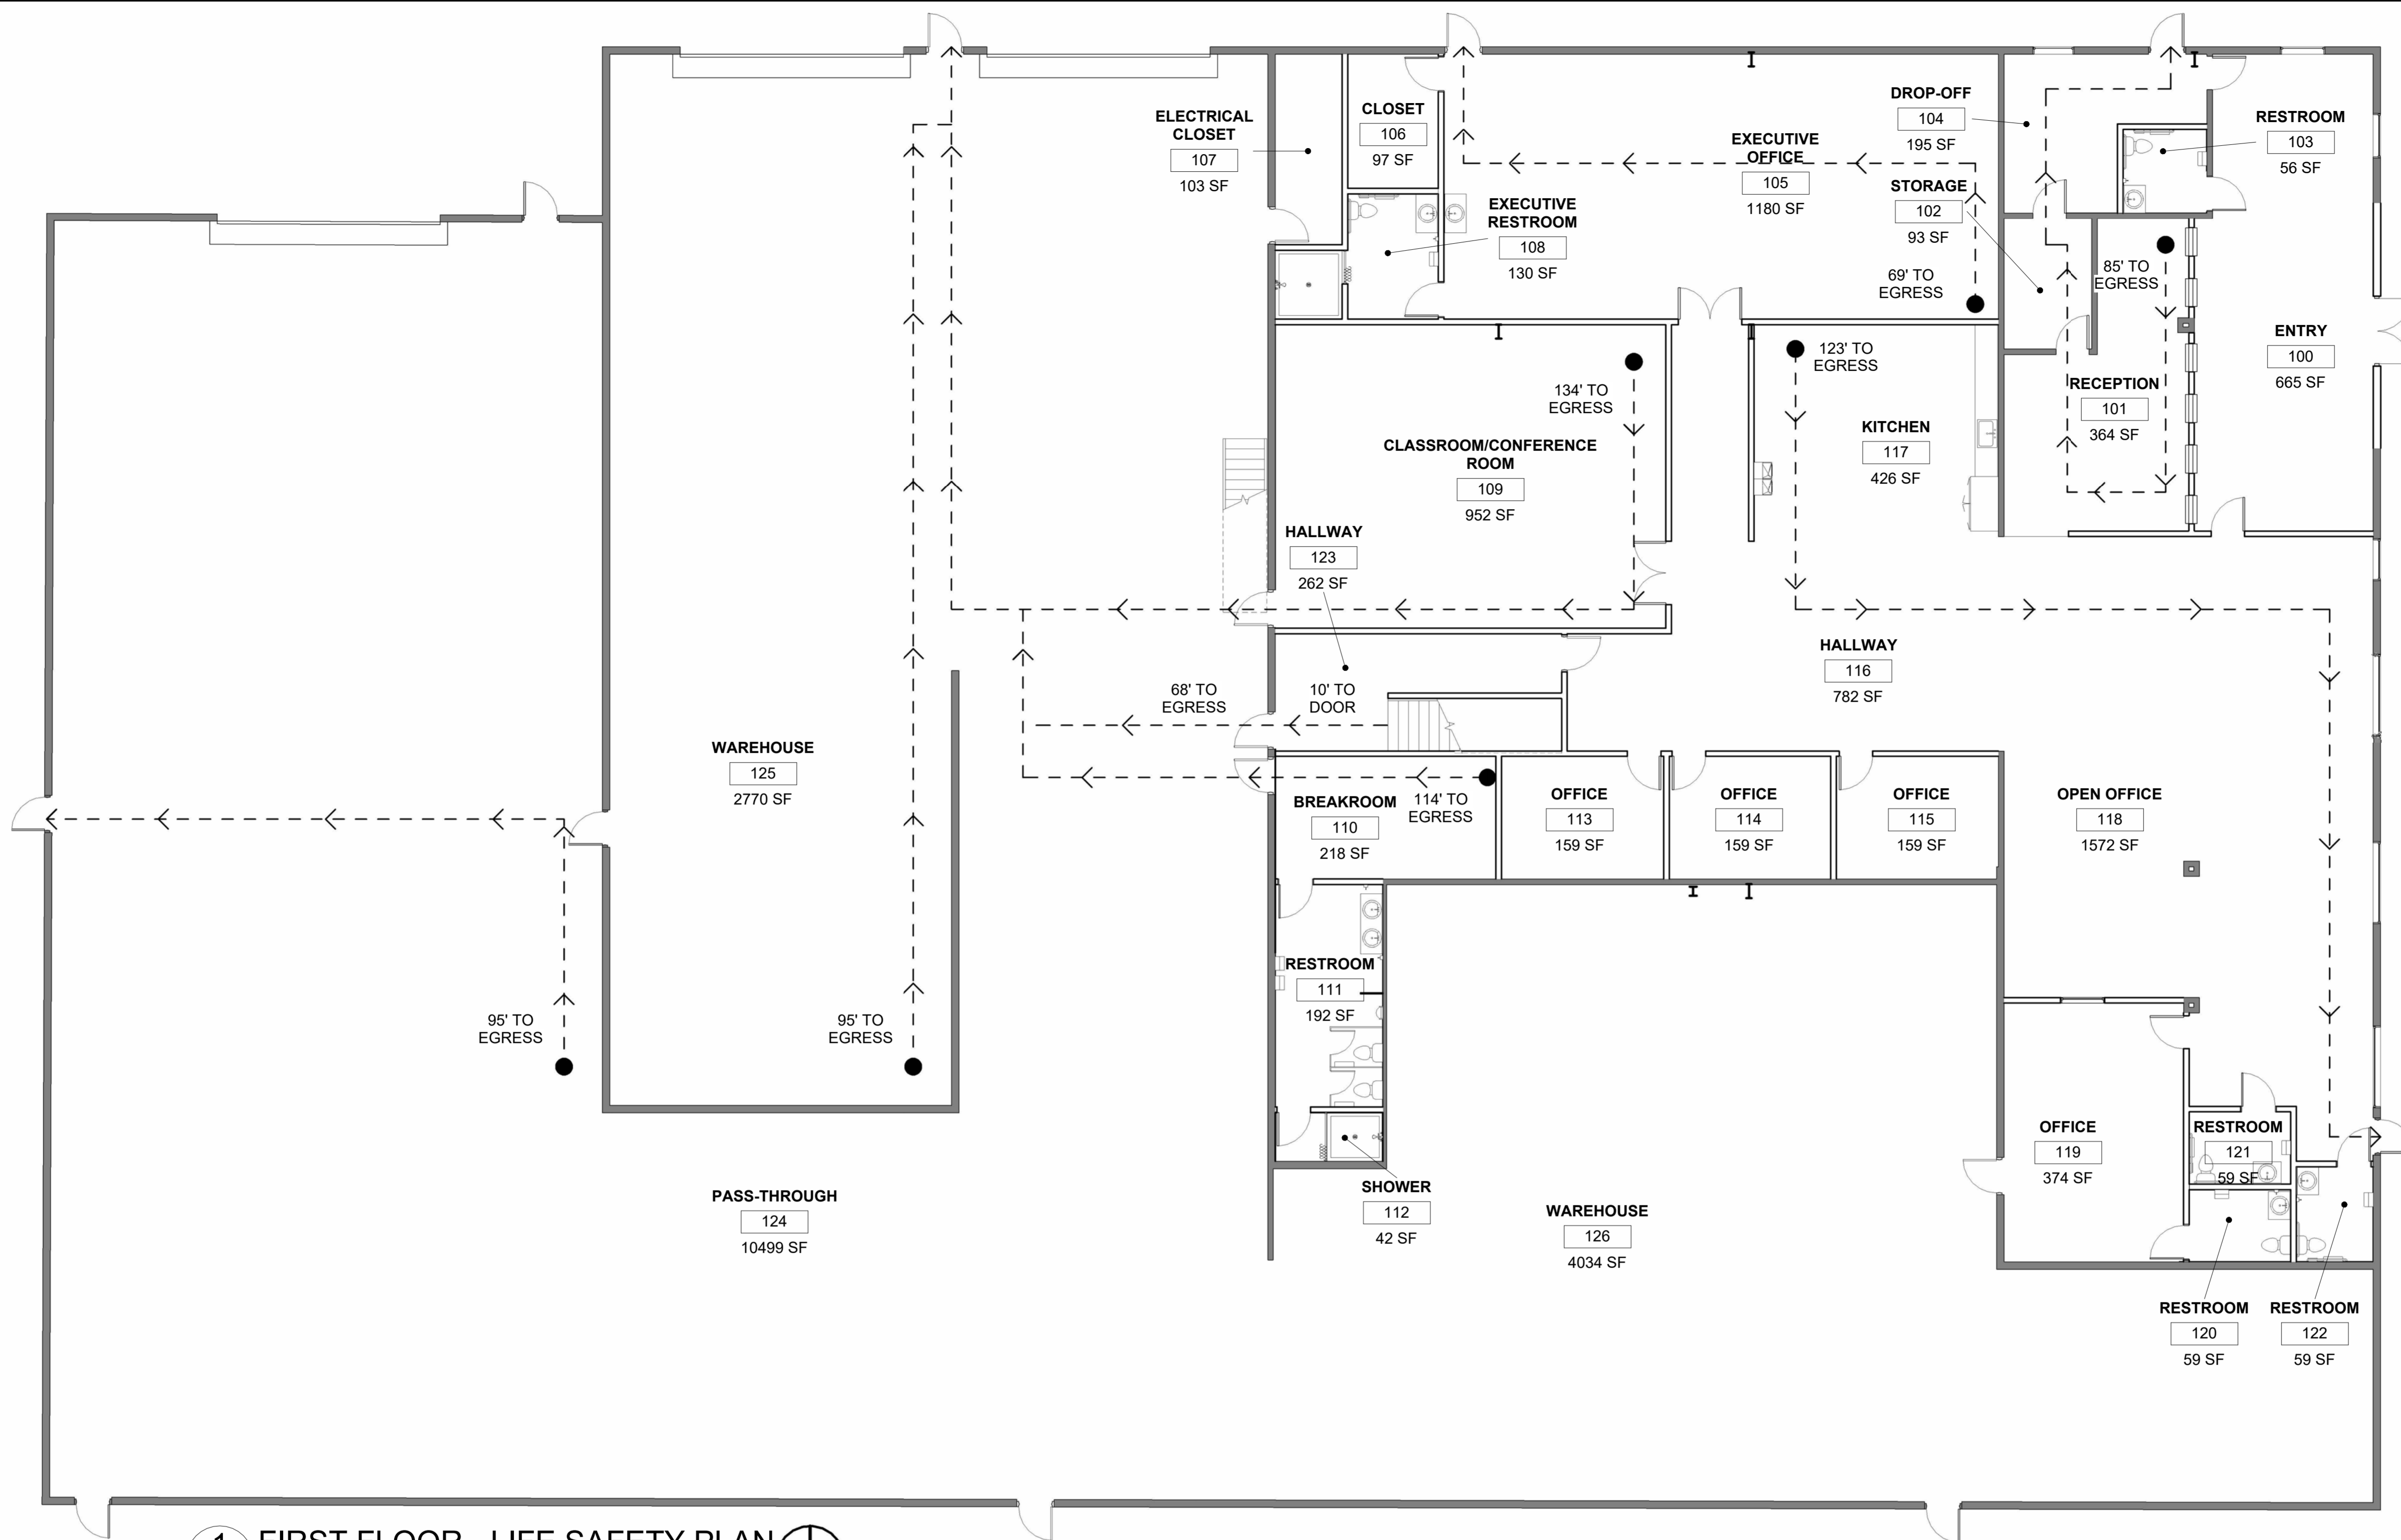 ELECTRICAL
CLOSET
107
103 SF
CLOSET
106
97 SF
EXECUTIVE
RESTROOM
108
130 SF
EXECUTIVE
OFFICE
105
1180 SF
DROP-OFF
104
195 SF
STORAGE
102
93 SF
69' TO
EGRESS
RESTROOM
103
56 SF
85' TO
EGRESS
ENTRY
100
665 SF
RECEPTION
101
364 SF
134' TO
EGRESS
123' TO
EGRESS
CLASSROOM/CONFERENCE
ROOM
109
952 SF
KITCHEN
117
426 SF
HALLWAY
123
262 SF
HALLWAY
116
782 SF
68' TO
EGRESS
10' TO
DOOR
WAREHOUSE
125
2770 SF
BREAKROOM
110
218 SF
114' TO
EGRESS
OFFICE
113
159 SF
OFFICE
114
159 SF
OFFICE
115
159 SF
OPEN OFFICE
118
1572 SF
RESTROOM
111
192 SF
95' TO
EGRESS
95' TO
EGRESS
OFFICE
119
374 SF
RESTROOM
121
59 SF
PASS-THROUGH
124
10499 SF
SHOWER
112
42 SF
WAREHOUSE
126
4034 SF
RESTROOM
120
59 SF
RESTROOM
122
59 SF
1 FIRST FLOOR - LIFE SAFETY PLAN